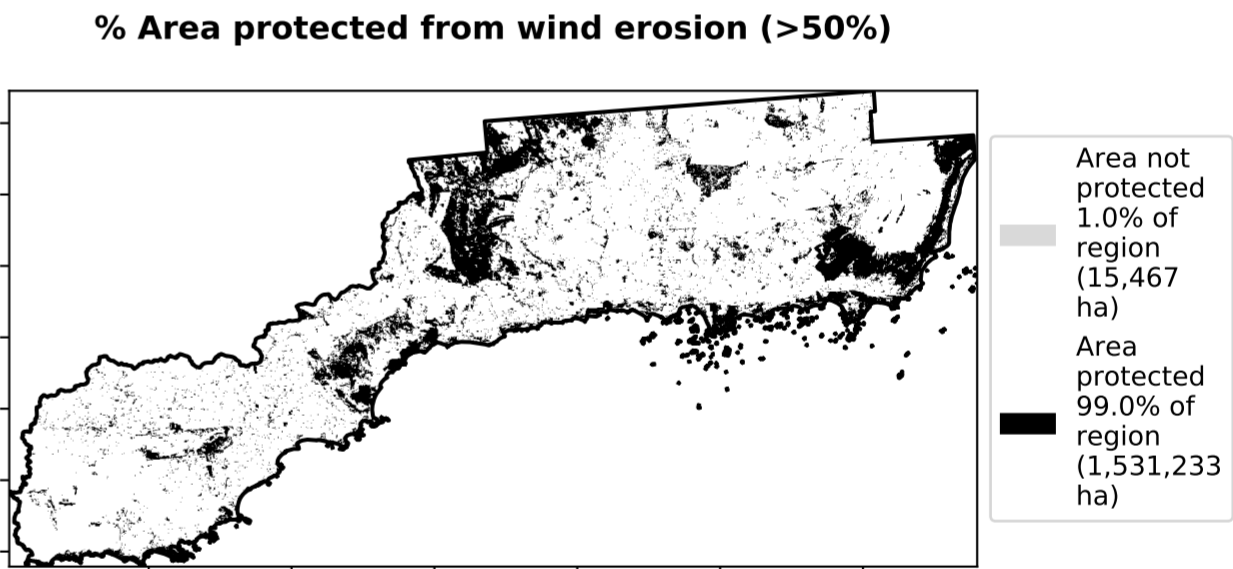 % Area protected from wind erosion (>50%)
Area not
protected
1.0% of
region
(15,467
ha)
Area
protected
99.0% of
region
(1,531,233
ha)